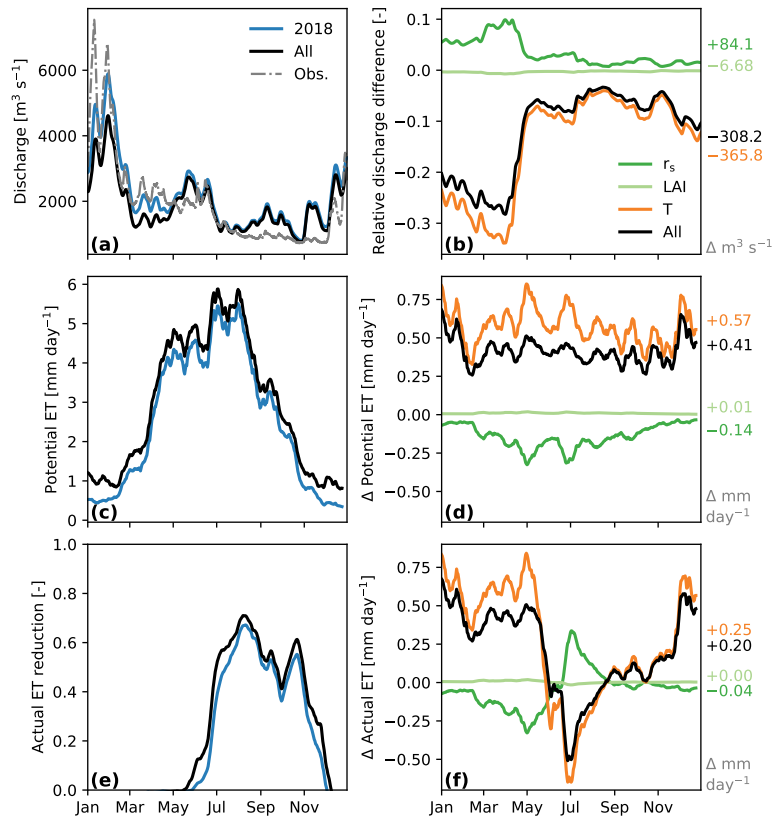 Discharge [m³ s⁻¹]
6000
4000
2000
2018
All
Obs.
(a)
Relative discharge difference [-]
0.1
0.0
−0.1
−0.2
−0.3
r_s
LAI
T
All
(b)
+84.1
−6.68
−308.2
−365.8
Δ m³ s⁻¹
Potential ET [mm day⁻¹]
6
5
4
3
2
1
0
(c)
Δ Potential ET [mm day⁻¹]
0.75
0.50
0.25
0.00
−0.25
−0.50
(d)
+0.57
+0.41
+0.01
−0.14
Δ mm
day⁻¹
Actual ET reduction [-]
1.0
0.8
0.6
0.4
0.2
0.0
(e)
Jan Mar May Jul Sep Nov
Δ Actual ET [mm day⁻¹]
0.75
0.50
0.25
0.00
−0.25
−0.50
(f)
+0.25
+0.20
+0.00
−0.04
Δ mm
day⁻¹
Jan Mar May Jul Sep Nov